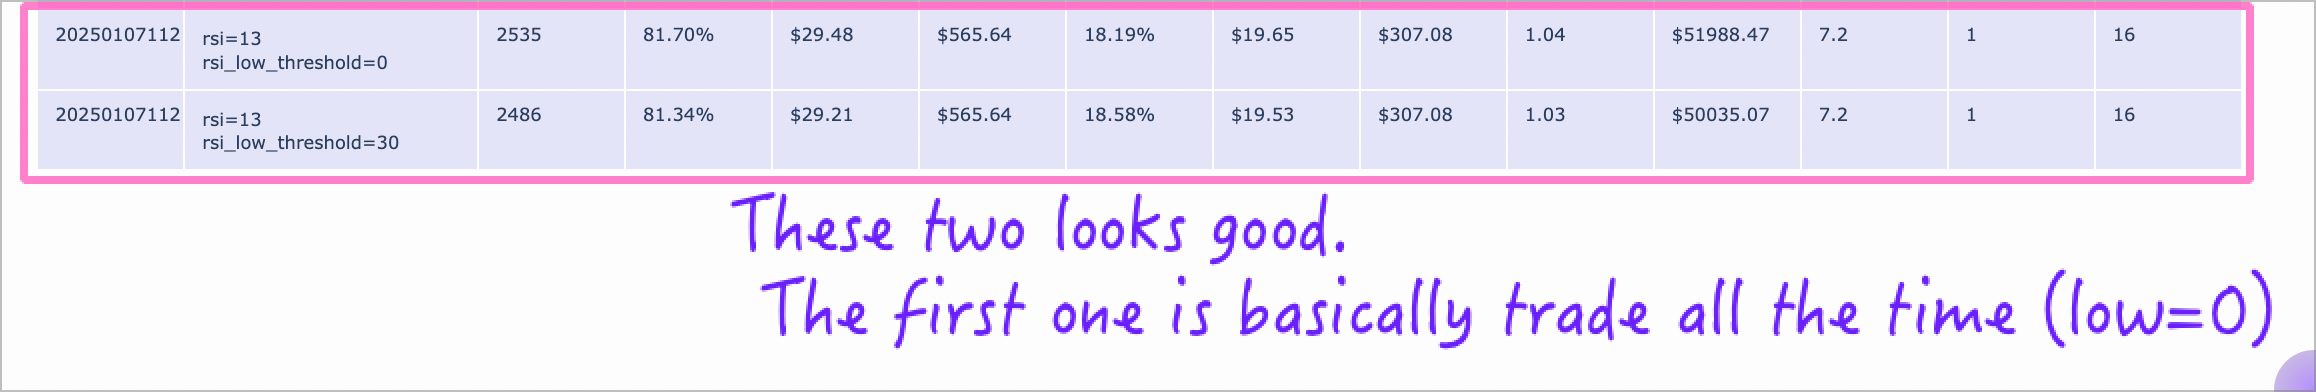 20250107112 rsi=13 2535 81.70% $29.48 $565.64 18.19% $19.65 $307.08 1.04 $51988.47 7.2 1 16
rsi_low_threshold=0
20250107112 rsi=13 2486 81.34% $29.21 $565.64 18.58% $19.53 $307.08 1.03 $50035.07 7.2 1 16
rsi_low_threshold=30
These two looks good.
The first one is basically trade all the time (low=0)